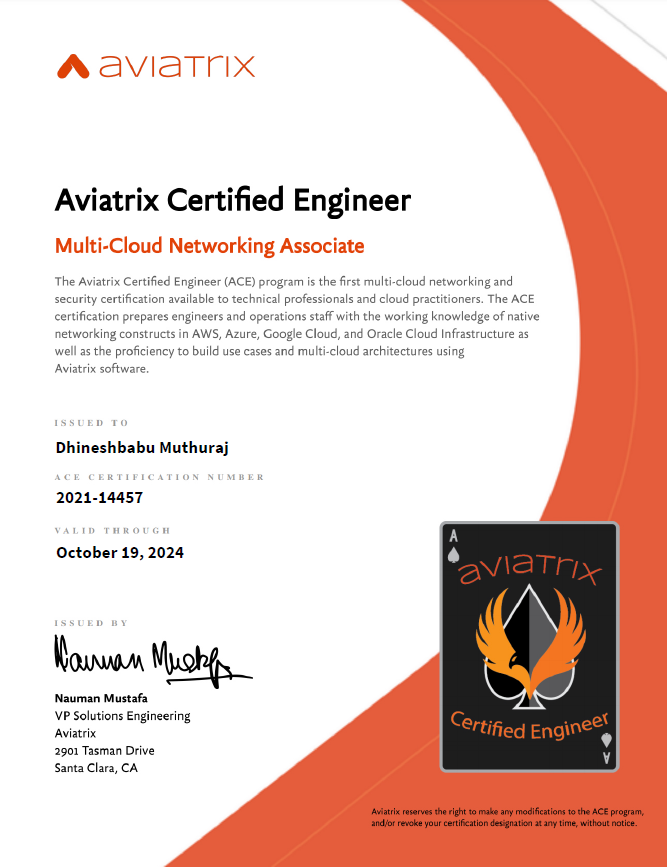 aviatrix
Aviatrix Certified Engineer
Multi-Cloud Networking Associate
The Aviatrix Certified Engineer (ACE) program is the first multi-cloud networking and
security certification available to technical professionals and cloud practitioners. The ACE
certification prepares engineers and operations staff with the working knowledge of native
networking constructs in AWS, Azure, Google Cloud, and Oracle Cloud Infrastructure as
well as the proficiency to build use cases and multi-cloud architectures using
Aviatrix software.
ISSUED TO
Dhineshbabu Muthuraj
ACE CERTIFICATION NUMBER
2021-14457
VALID THROUGH
October 19, 2024
ISSUED BY
Nauman Mustafa
Nauman Mustafa
VP Solutions Engineering
Aviatrix
2901 Tasman Drive
Santa Clara, CA
A
aviatrix
Certified Engineer
A
Aviatrix reserves the right to make any modifications to the ACE program,
and/or revoke your certification designation at any time, without notice.